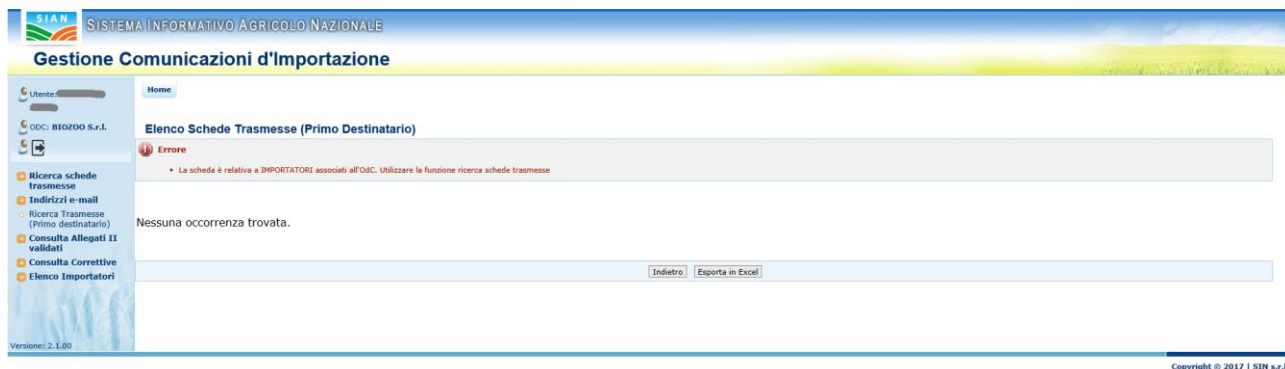 SIAN
SISTEMA INFORMATIVO AGRICOLO NAZIONALE
Gestione Comunicazioni d'Importazione
Utente:
ODC: BIOZOO S.r.l.
Ricerca schede
trasmesse
Indirizzi e-mail
Ricerca Trasmesse
(Primo destinatario)
Consulta Allegati II
validati
Consulta Correttive
Elenco Importatori
Versione: 2.1.00
Home
Elenco Schede Trasmesse (Primo Destinatario)
Errore
• La scheda è relativa a IMPORTATORI associati all'OdC. Utilizzare la funzione ricerca schede trasmesse
Nessuna occorrenza trovata.
Indietro Esporta in Excel
Copyright © 2017 | SIN s.r.l